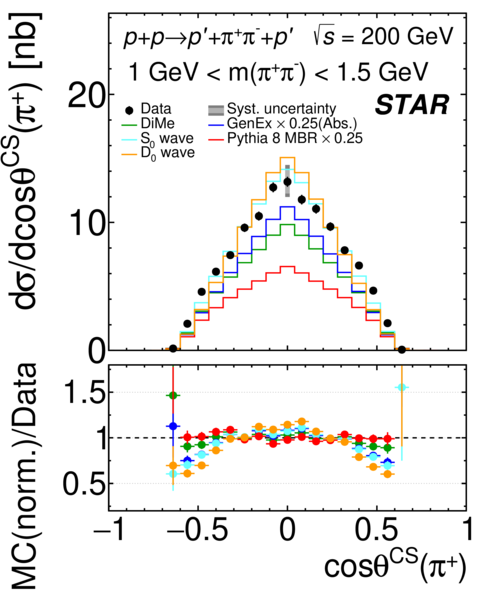 p+p→p′+π⁺π⁻+p′ √s = 200 GeV
1 GeV < m(π⁺π⁻) < 1.5 GeV
STAR
Data
Syst. uncertainty
DiMe
GenEx × 0.25(Abs.)
S₀ wave
Pythia 8 MBR × 0.25
D₀ wave
dσ/dcosθ^CS(π⁺) [nb]
20
10
0
MC(norm.)/Data
1.5
1
0.5
−1 −0.5 0 0.5 1
cosθ^CS(π⁺)